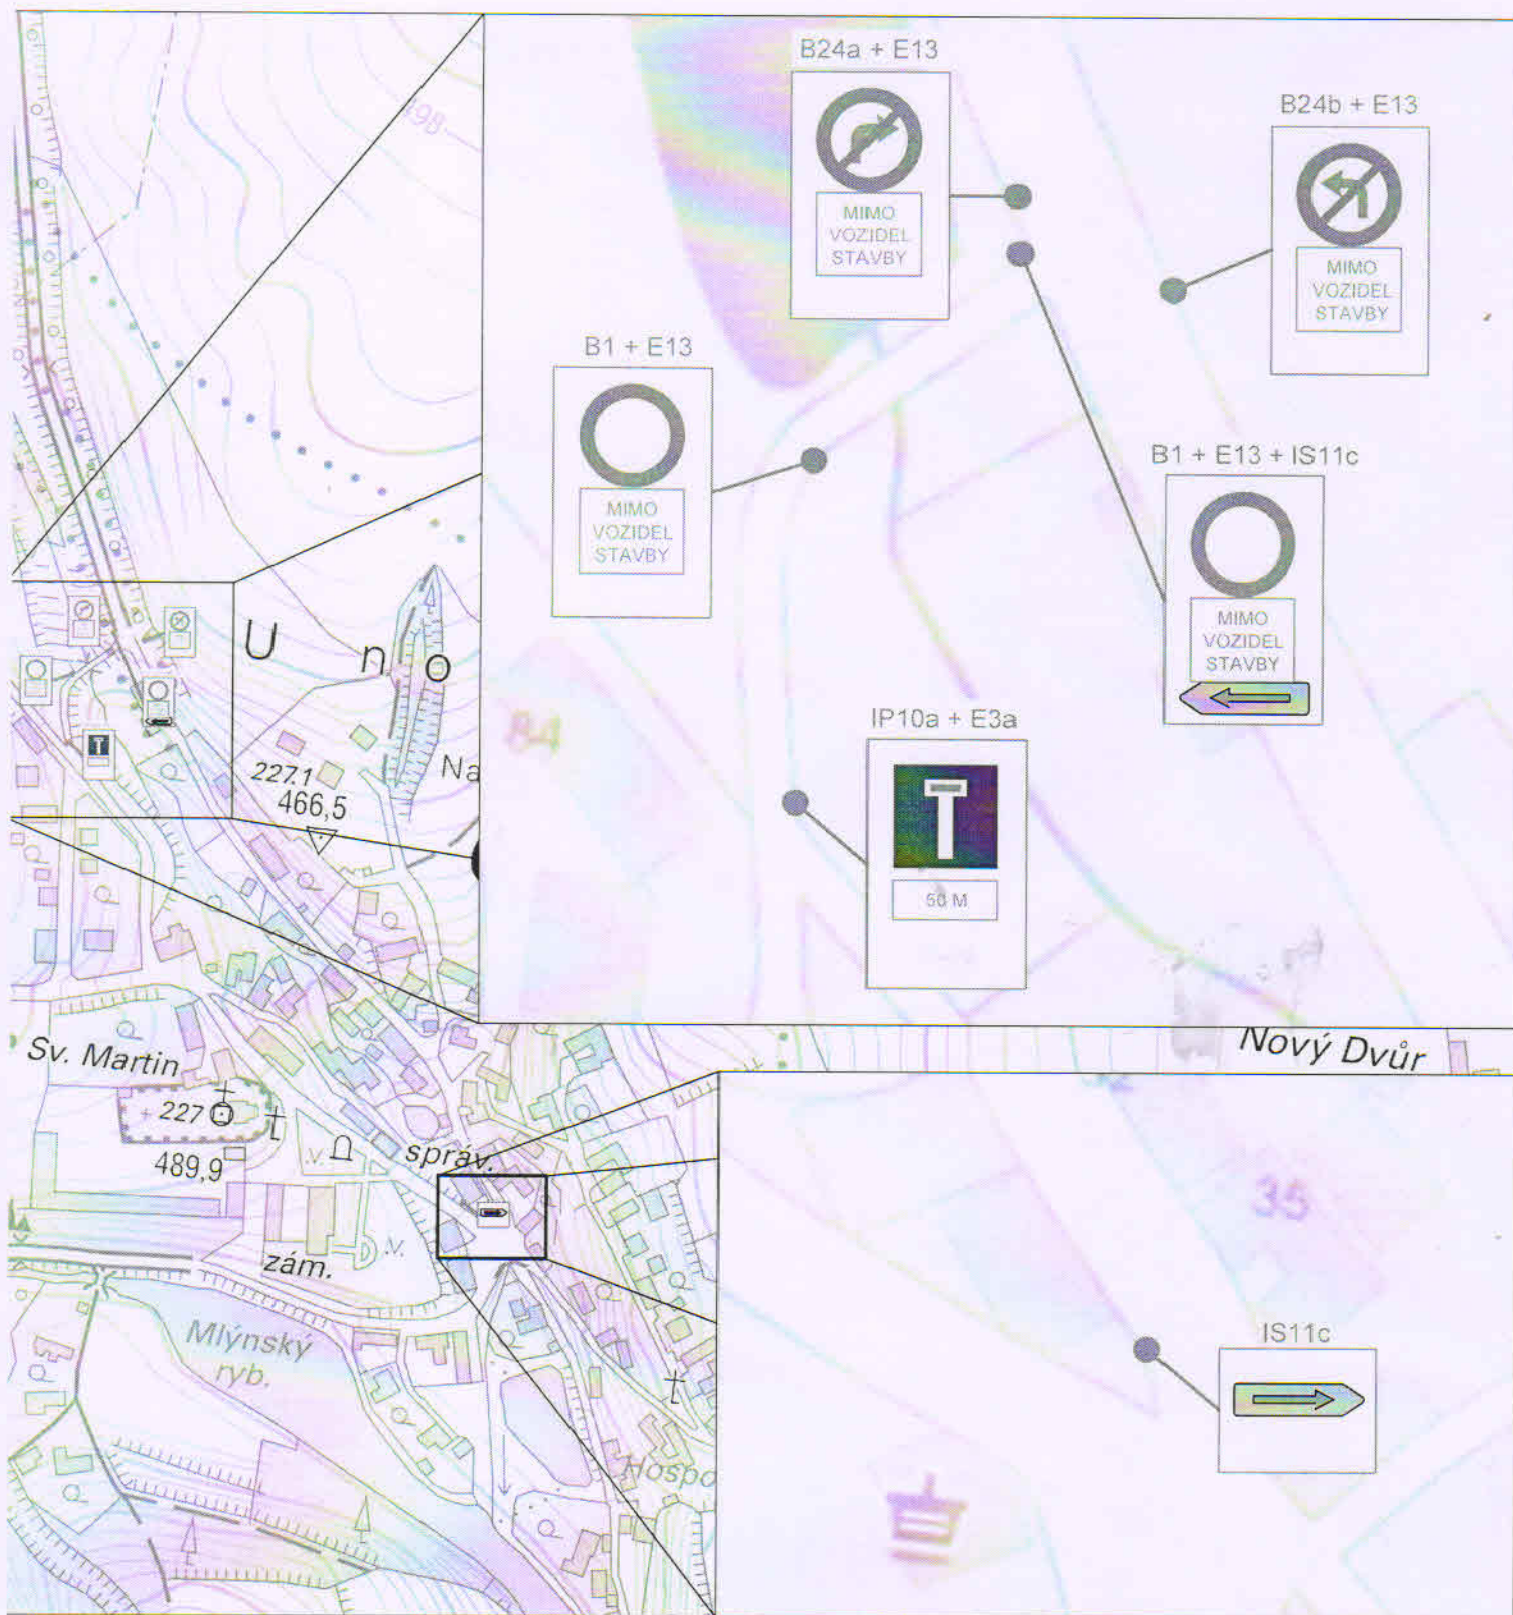 B24a + E13
MIMO
VOZIDEL
STAVBY
B24b + E13
MIMO
VOZIDEL
STAVBY
498
B1 + E13
MIMO
VOZIDEL
STAVBY
B1 + E13 + IS11c
MIMO
VOZIDEL
STAVBY
U n o
84
IP10a + E3a
50 M
227.1
466,5
Na
Nový Dvůr
Sv. Martin
227
489,9
správ.
zám.
Mlýnský
ryb.
Hospo
35
IS11c